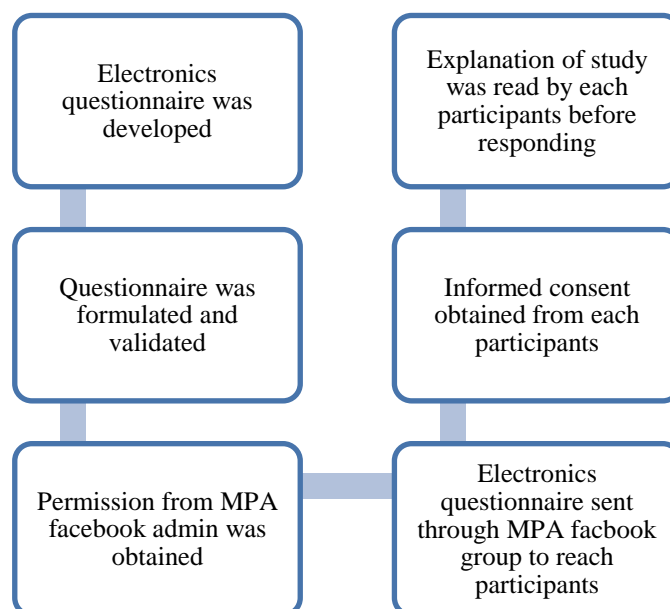 Electronics
questionnaire was
developed
Questionnaire was
formulated and
validated
Permission from MPA
facebook admin was
obtained
Electronics
questionnaire sent
through MPA facbook
group to reach
participants
Informed consent
obtained from each
participants
Explanation of study
was read by each
participants before
responding